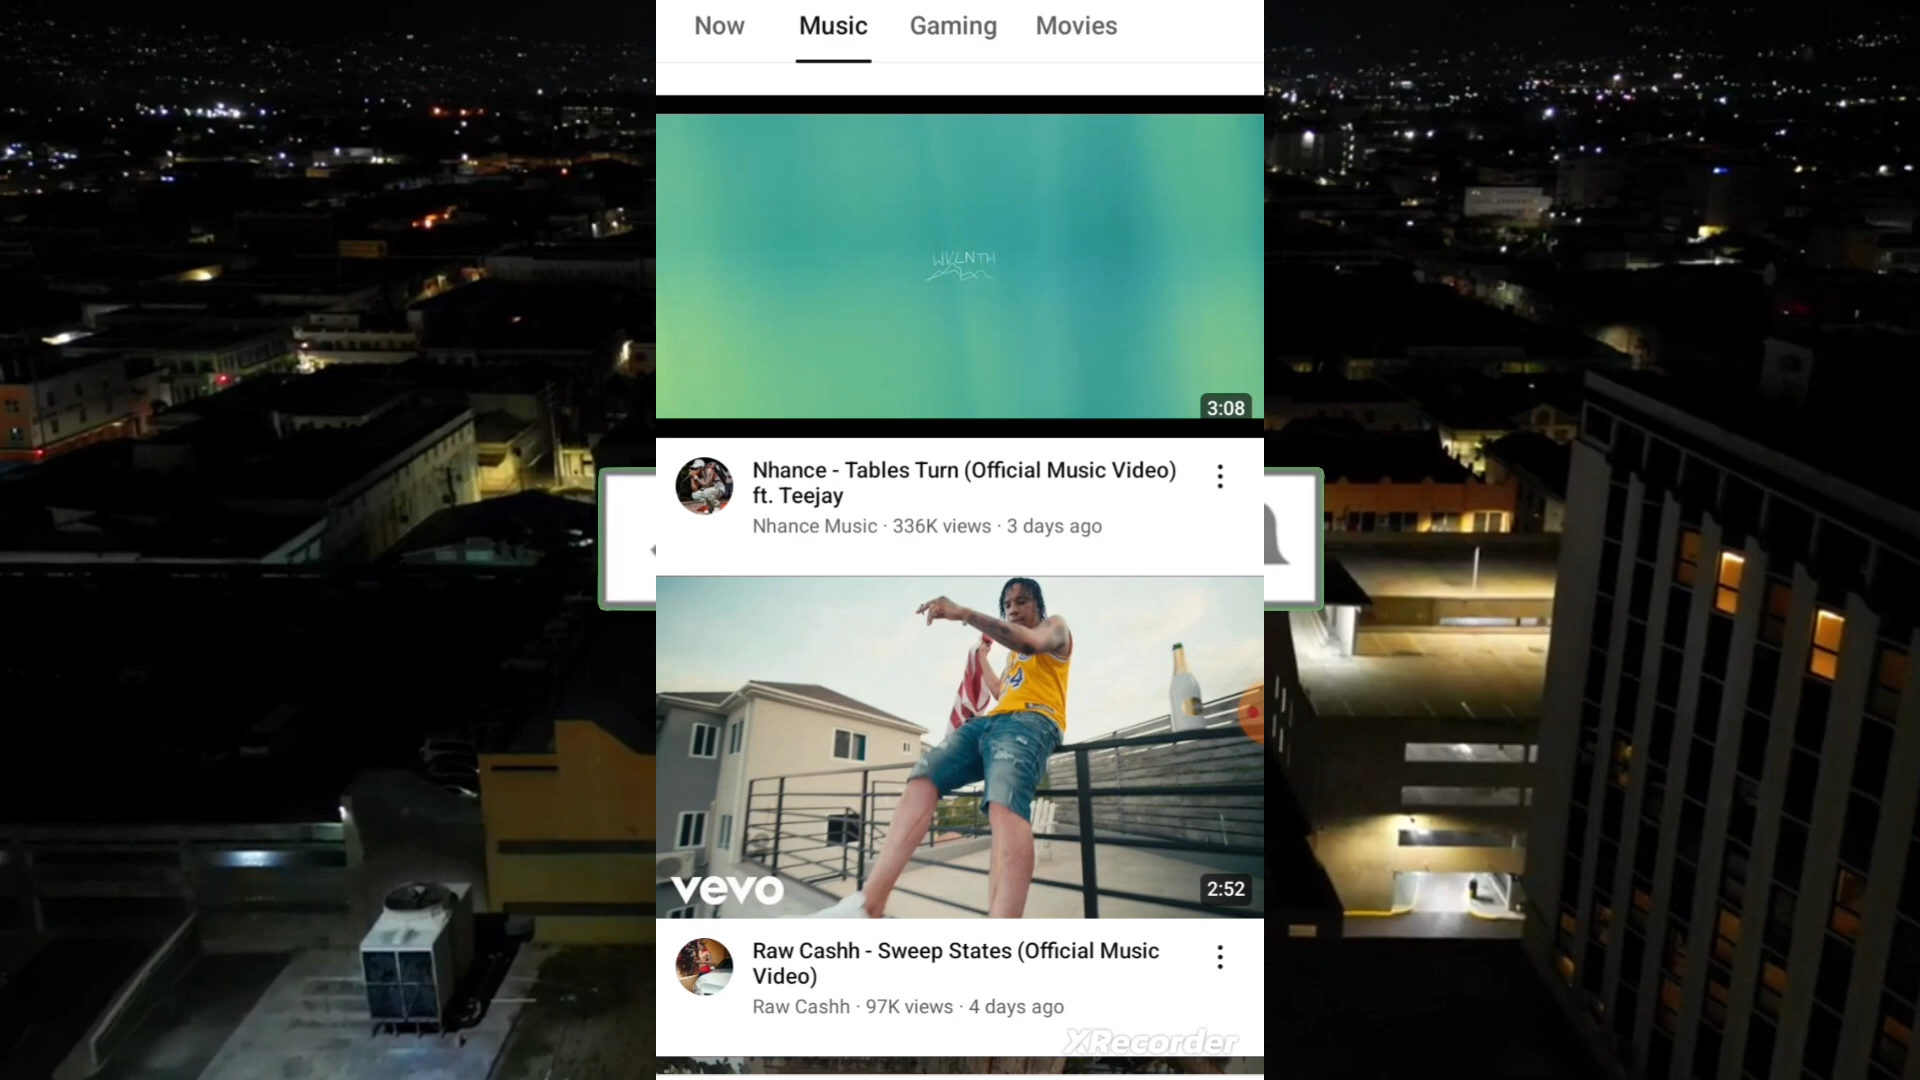 Now Music Gaming Movies
WVLNTH
3:08
Nhance - Tables Turn (Official Music Video)
ft. Teejay
Nhance Music · 336K views · 3 days ago
vevo
2:52
Raw Cashh - Sweep States (Official Music
Video)
Raw Cashh · 97K views · 4 days ago
XRecorder